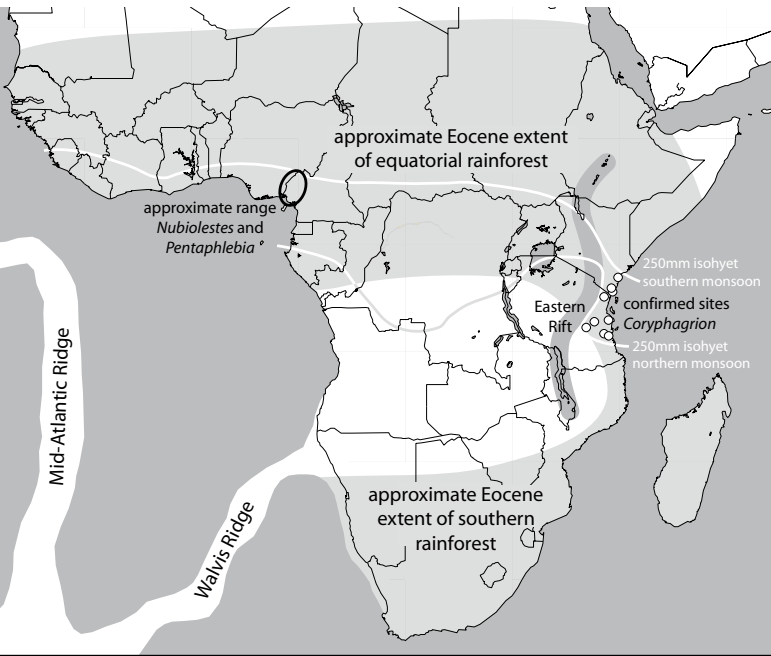 approximate Eocene extent
of equatorial rainforest
approximate range
Nubiolestes and
Pentaphlebia
250mm isohyet
southern monsoon
confirmed sites
Coryphagrion
Eastern
Rift
250mm isohyet
northern monsoon
Mid-Atlantic Ridge
Walvis Ridge
approximate Eocene
extent of southern
rainforest